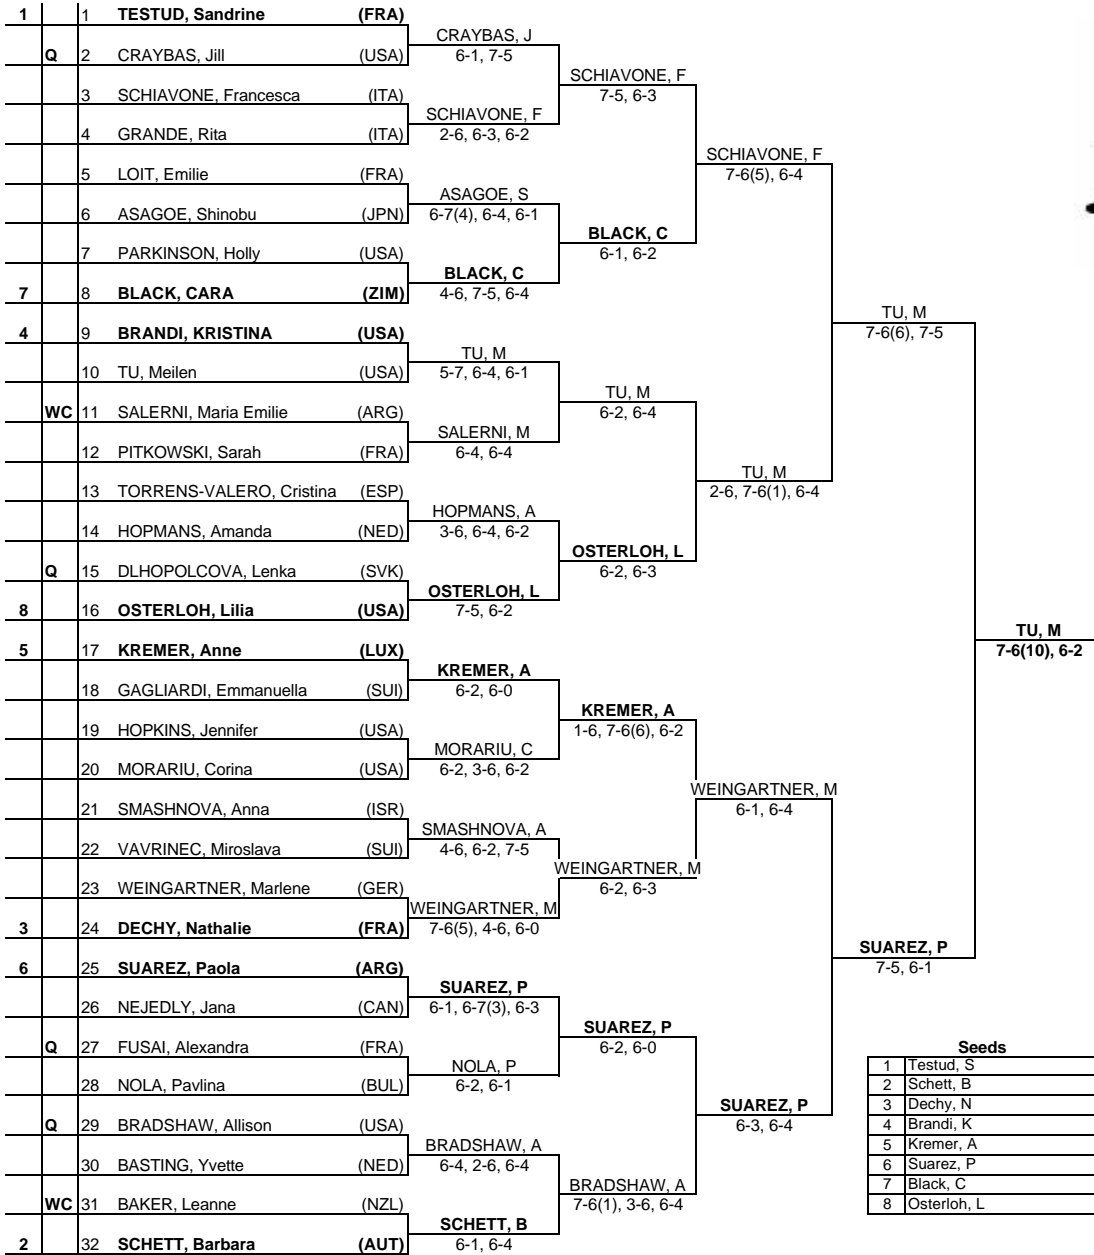 1 1 TESTUD, Sandrine (FRA)
Q 2 CRAYBAS, Jill (USA)
3 SCHIAVONE, Francesca (ITA)
4 GRANDE, Rita (ITA)
5 LOIT, Emilie (FRA)
6 ASAGOE, Shinobu (JPN)
7 PARKINSON, Holly (USA)
7 8 BLACK, CARA (ZIM)
4 9 BRANDI, KRISTINA (USA)
10 TU, Meilen (USA)
WC 11 SALERNI, Maria Emilie (ARG)
12 PITKOWSKI, Sarah (FRA)
13 TORRENS-VALERO, Cristina (ESP)
14 HOPMANS, Amanda (NED)
Q 15 DLHOPOLCOVA, Lenka (SVK)
8 16 OSTERLOH, Lilia (USA)
5 17 KREMER, Anne (LUX)
18 GAGLIARDI, Emmanuella (SUI)
19 HOPKINS, Jennifer (USA)
20 MORARIU, Corina (USA)
21 SMASHNOVA, Anna (ISR)
22 VAVRINEC, Miroslava (SUI)
23 WEINGARTNER, Marlene (GER)
3 24 DECHY, Nathalie (FRA)
6 25 SUAREZ, Paola (ARG)
26 NEJEDLY, Jana (CAN)
Q 27 FUSAI, Alexandra (FRA)
28 NOLA, Pavlina (BUL)
Q 29 BRADSHAW, Allison (USA)
30 BASTING, Yvette (NED)
WC 31 BAKER, Leanne (NZL)
2 32 SCHETT, Barbara (AUT)
CRAYBAS, J
6-1, 7-5
SCHIAVONE, F
2-6, 6-3, 6-2
ASAGOE, S
6-7(4), 6-4, 6-1
BLACK, C
4-6, 7-5, 6-4
TU, M
5-7, 6-4, 6-1
SALERNI, M
6-4, 6-4
HOPMANS, A
3-6, 6-4, 6-2
OSTERLOH, L
7-5, 6-2
KREMER, A
6-2, 6-0
MORARIU, C
6-2, 3-6, 6-2
SMASHNOVA, A
4-6, 6-2, 7-5
WEINGARTNER, M
7-6(5), 4-6, 6-0
SUAREZ, P
6-1, 6-7(3), 6-3
NOLA, P
6-2, 6-1
BRADSHAW, A
6-4, 2-6, 6-4
SCHETT, B
6-1, 6-4
SCHIAVONE, F
7-5, 6-3
BLACK, C
6-1, 6-2
TU, M
6-2, 6-4
OSTERLOH, L
6-2, 6-3
KREMER, A
1-6, 7-6(6), 6-2
WEINGARTNER, M
6-2, 6-3
SUAREZ, P
6-2, 6-0
BRADSHAW, A
7-6(1), 3-6, 6-4
SCHIAVONE, F
7-6(5), 6-4
TU, M
2-6, 7-6(1), 6-4
WEINGARTNER, M
6-1, 6-4
SUAREZ, P
6-3, 6-4
TU, M
7-6(6), 7-5
SUAREZ, P
7-5, 6-1
TU, M
7-6(10), 6-2
Seeds
1 Testud, S
2 Schett, B
3 Dechy, N
4 Brandi, K
5 Kremer, A
6 Suarez, P
7 Black, C
8 Osterloh, L